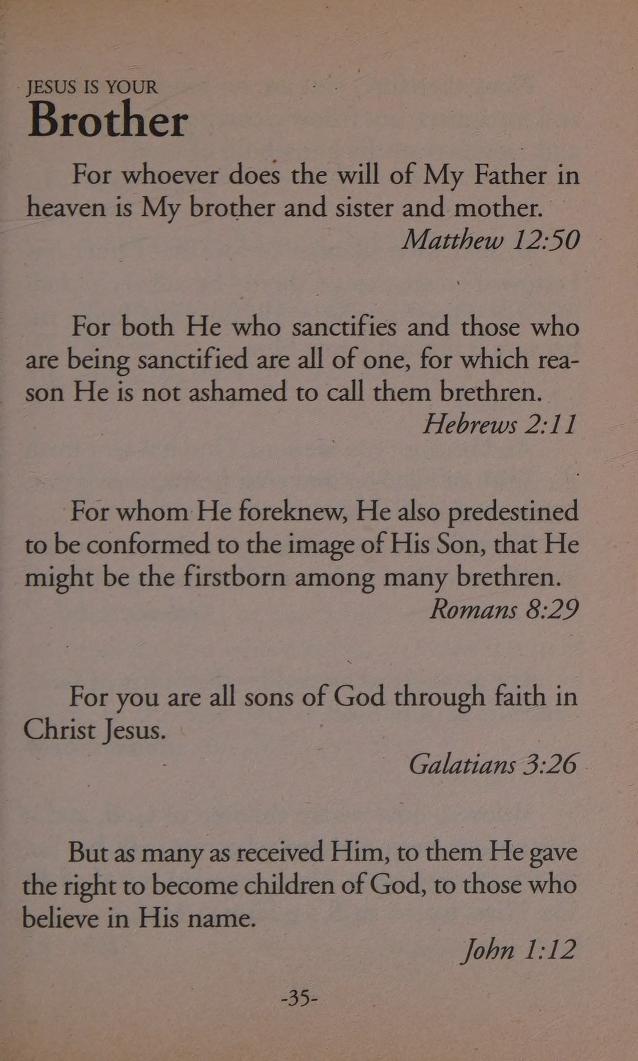 JESUS IS YOUR
Brother
For whoever does the will of My Father in
heaven is My brother and sister and mother.
Matthew 12:50
For both He who sanctifies and those who
are being sanctified are all of one, for which rea-
son He is not ashamed to call them brethren.
Hebrews 2:11
For whom He foreknew, He also predestined
to be conformed to the image of His Son, that He
might be the firstborn among many brethren.
Romans 8:29
For you are all sons of God through faith in
Christ Jesus.
Galatians 3:26
But as many as received Him, to them He gave
the right to become children of God, to those who
believe in His name.
John 1:12
-35-